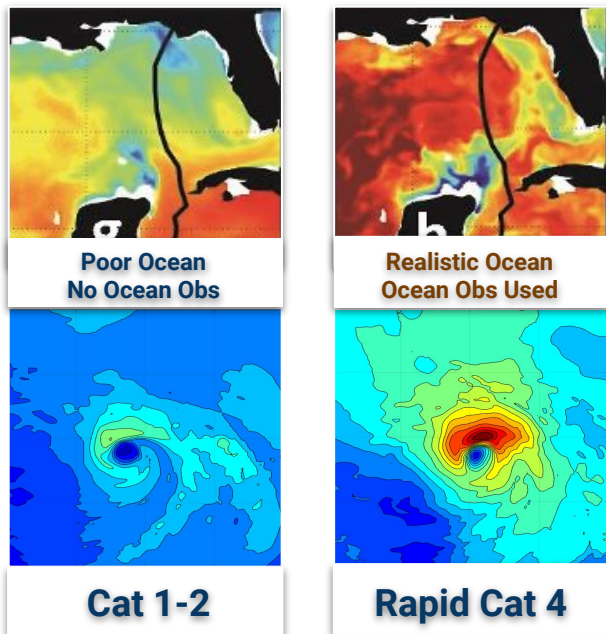 g
h
Poor Ocean
No Ocean Obs
Realistic Ocean
Ocean Obs Used
Cat 1-2
Rapid Cat 4